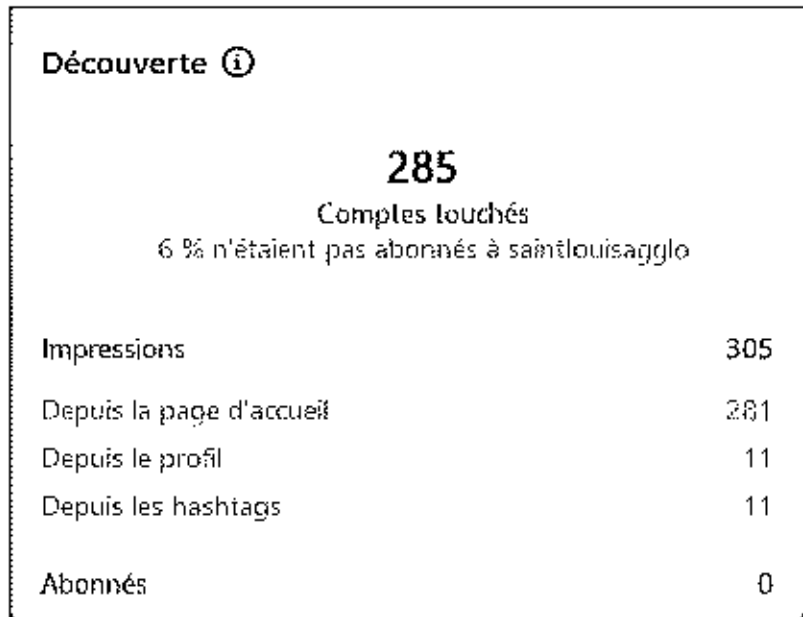 Découverte
285
Comptes touchés
6 % n'étaient pas abonnés à saintlouisagglo
Impressions 305
Depuis la page d'accueil 281
Depuis le profil 11
Depuis les hashtags 11
Abonnés 0